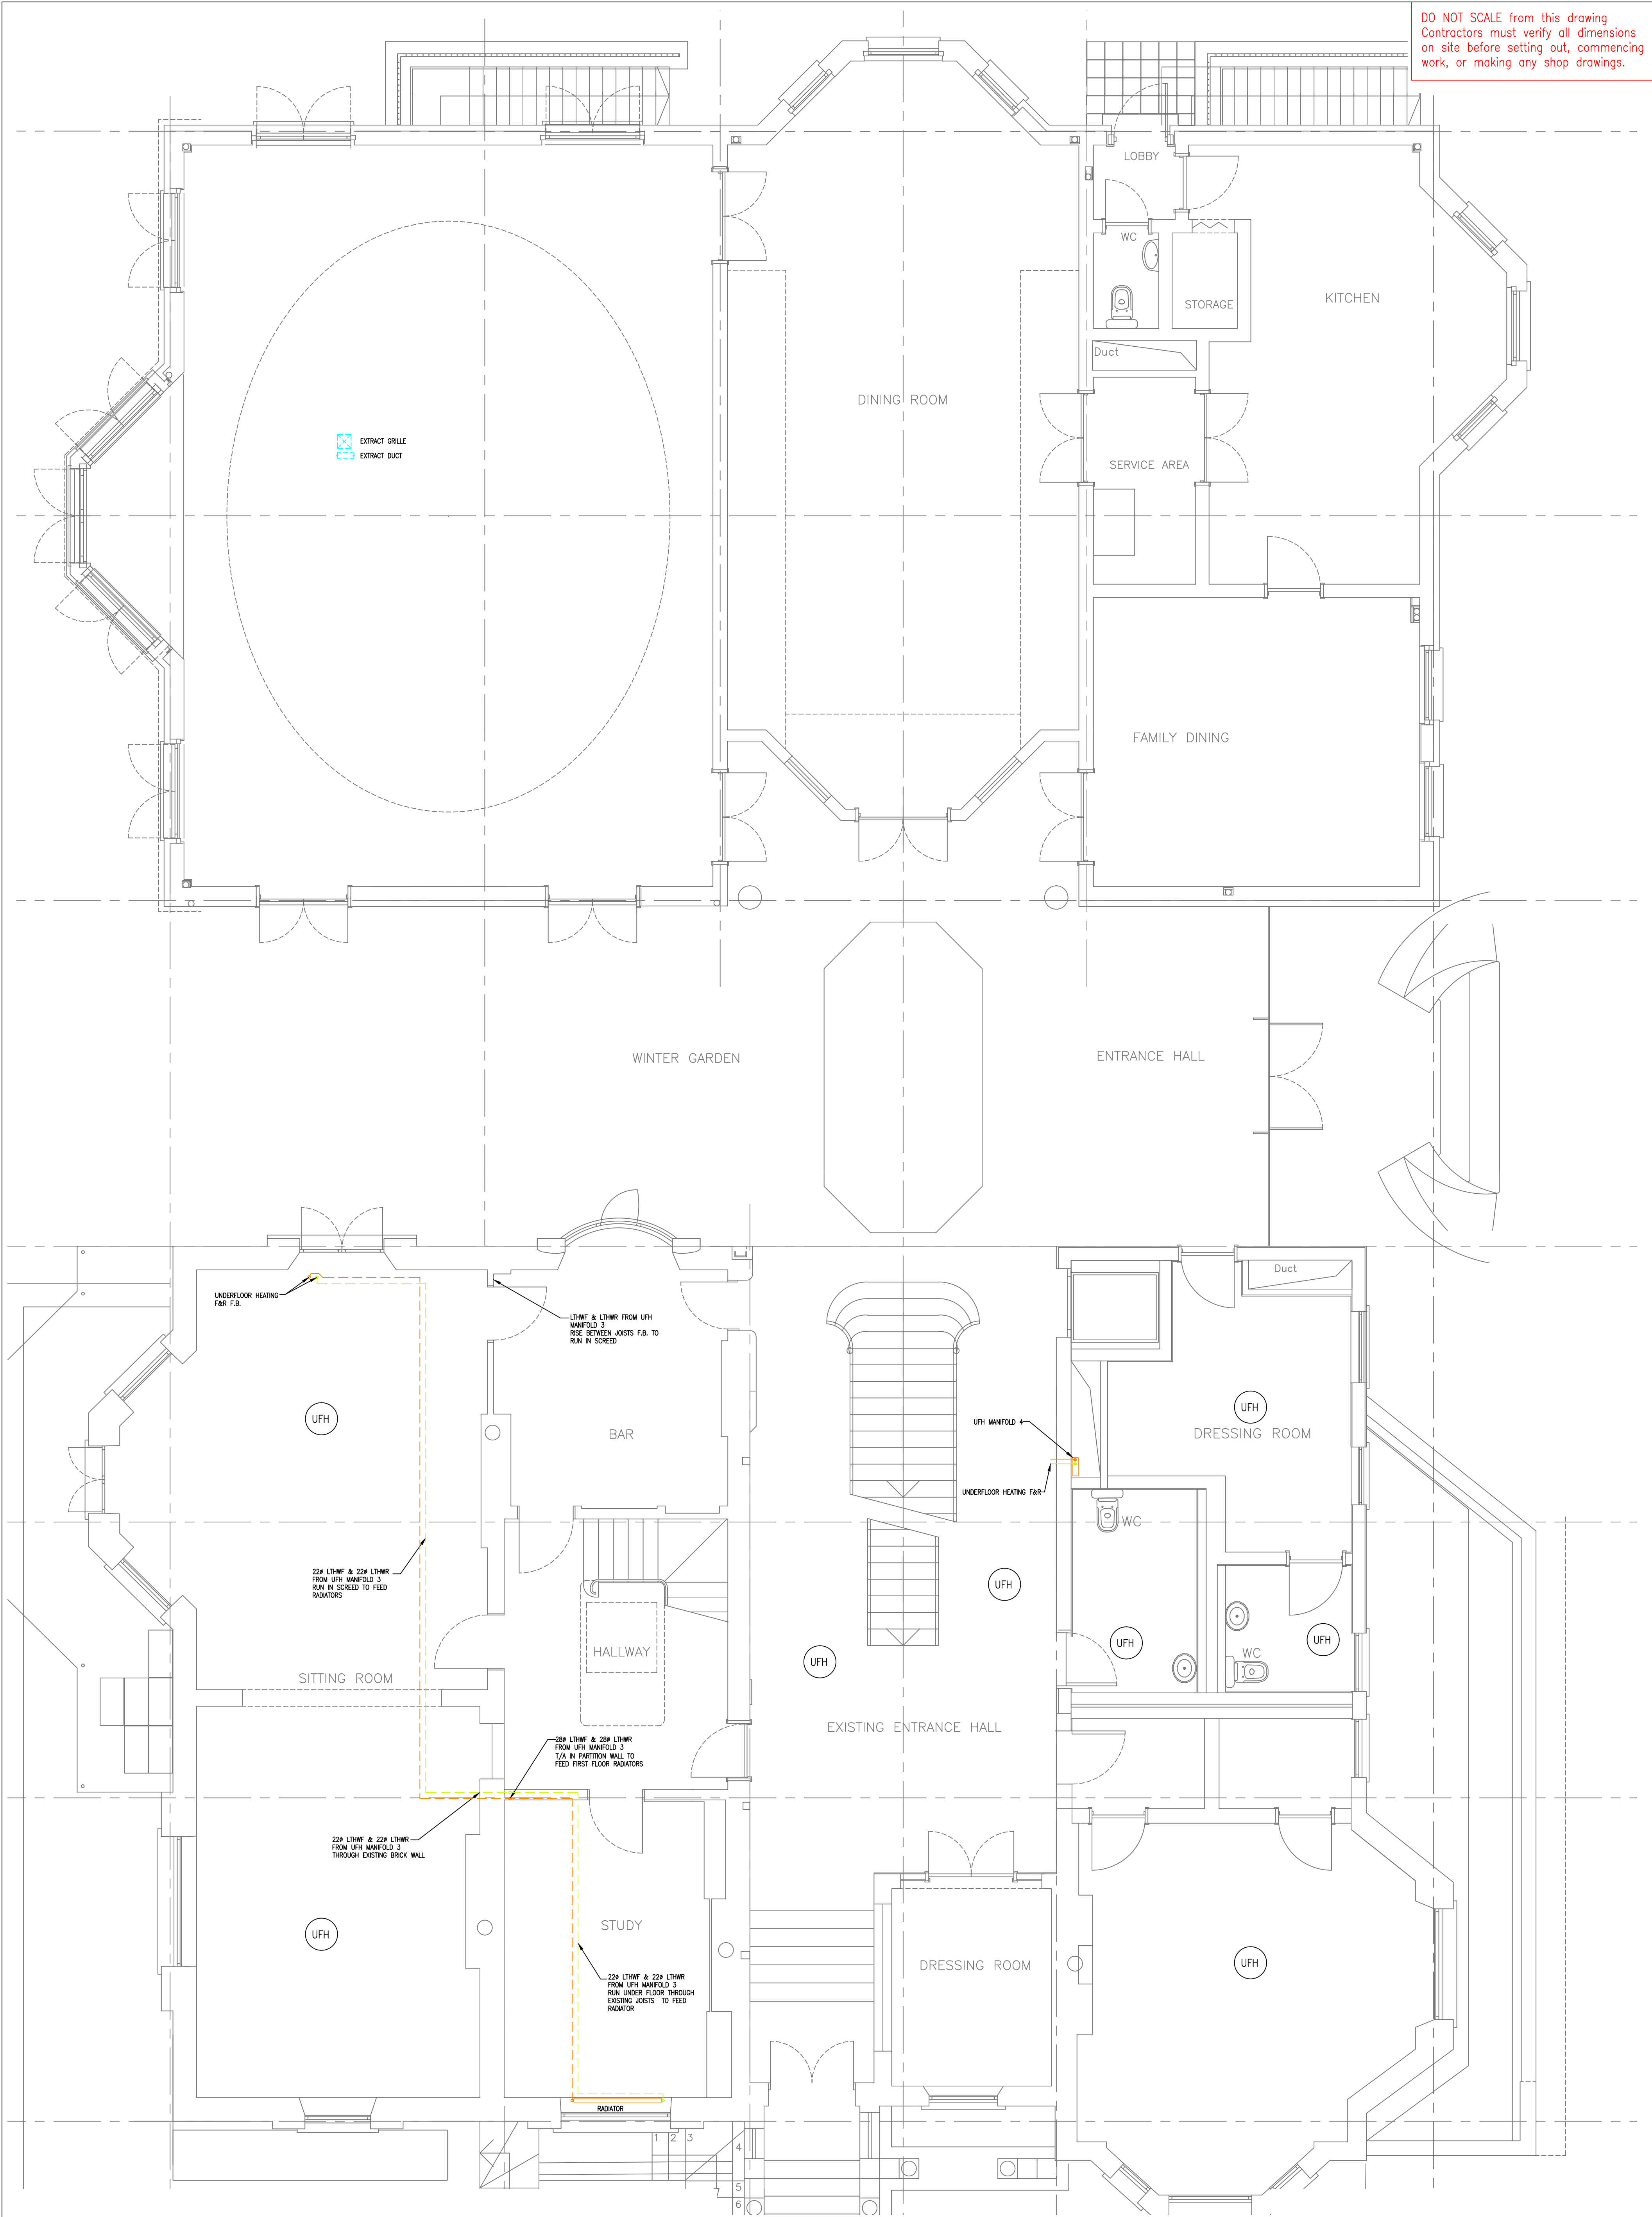 DO NOT SCALE from this drawing
Contractors must verify all dimensions
on site before setting out, commencing
work, or making any shop drawings.
LOBBY
WC
STORAGE
KITCHEN
Duct
DINING ROOM
EXTRACT GRILLE
EXTRACT DUCT
SERVICE AREA
FAMILY DINING
WINTER GARDEN
ENTRANCE HALL
Duct
UNDERFLOOR HEATING
F&R F.B.
LTHWF & LTHWR FROM UFH
MANIFOLD 3
RISE BETWEEN JOISTS F.B. TO
RUN IN SCREED
UFH
BAR
UFH MANIFOLD 4
UNDERFLOOR HEATING F&R
UFH
DRESSING ROOM
WC
22ø LTHWF & 22ø LTHWR
FROM UFH MANIFOLD 3
RUN IN SCREED TO FEED
RADIATORS
UFH
HALLWAY
UFH
UFH
UFH
WC
SITTING ROOM
EXISTING ENTRANCE HALL
28ø LTHWF & 28ø LTHWR
FROM UFH MANIFOLD 3
T/A IN PARTITION WALL TO
FEED FIRST FLOOR RADIATORS
22ø LTHWF & 22ø LTHWR
FROM UFH MANIFOLD 3
THROUGH EXISTING BRICK WALL
UFH
STUDY
DRESSING ROOM
UFH
22ø LTHWF & 22ø LTHWR
FROM UFH MANIFOLD 3
RUN UNDER FLOOR THROUGH
EXISTING JOISTS TO FEED
RADIATOR
RADIATOR
1 2 3
4
5
6